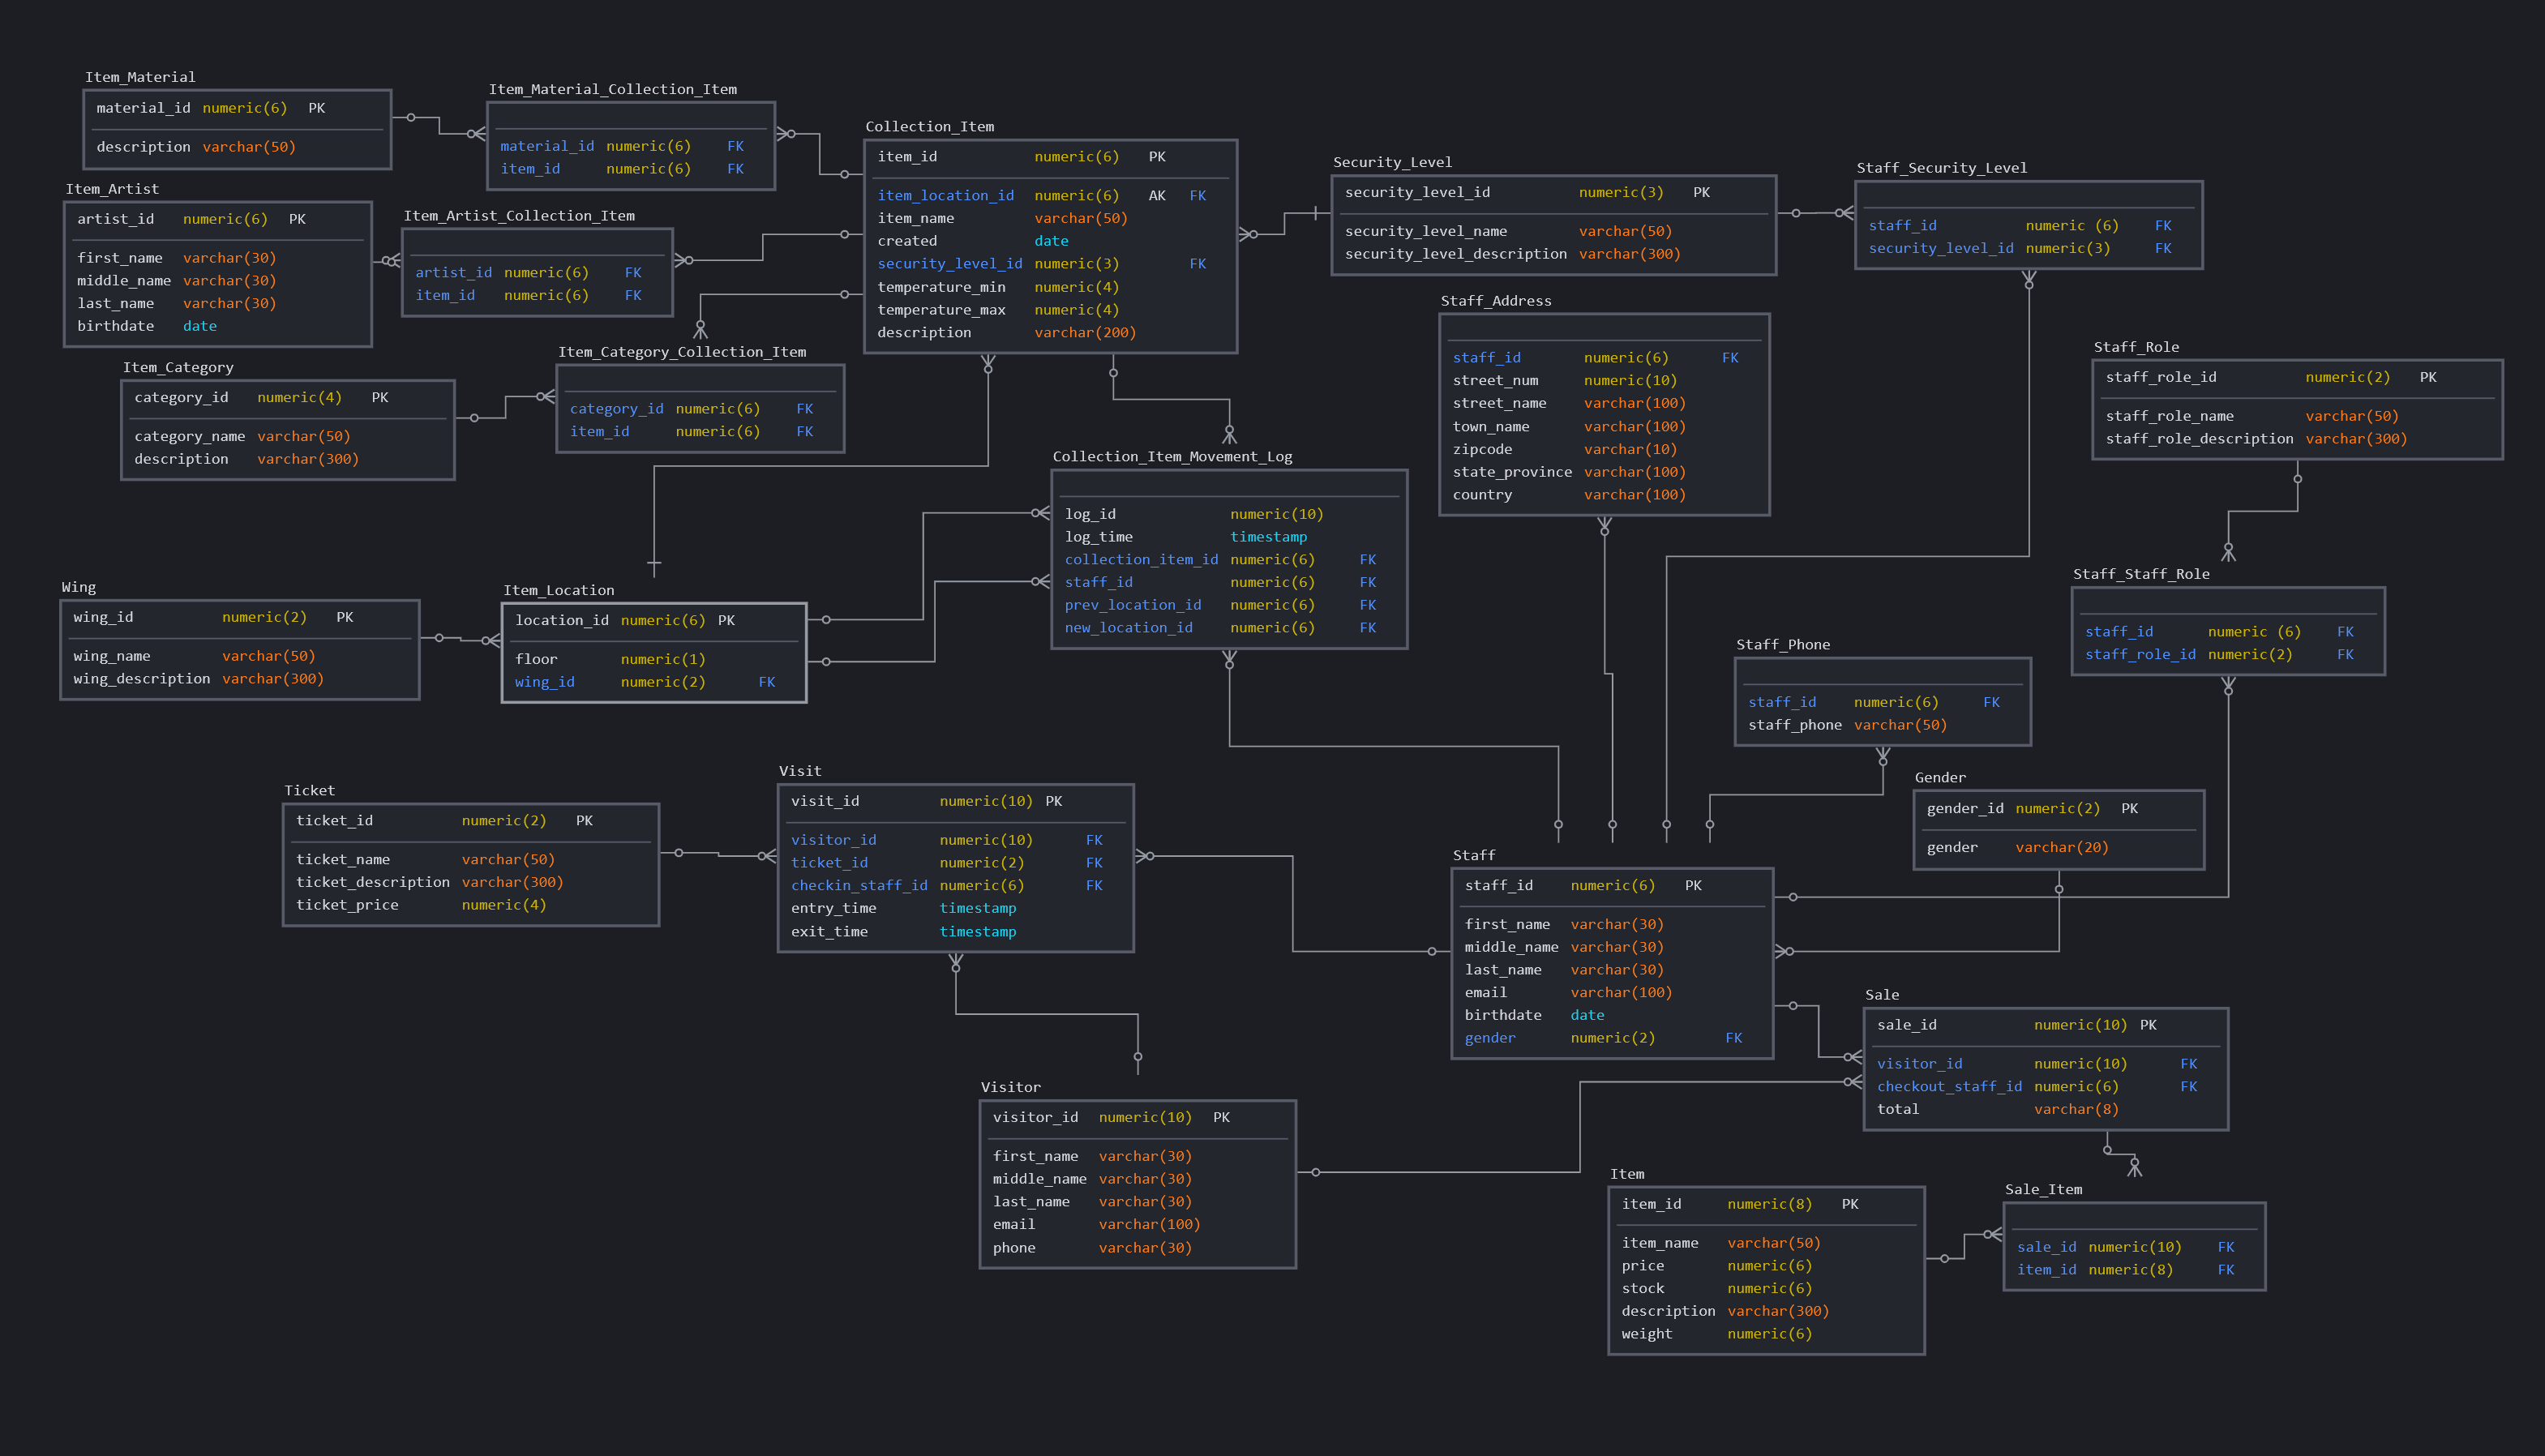 Item_Material
material_id numeric(6) PK
description varchar(50)
Item_Material_Collection_Item
material_id numeric(6) FK
item_id numeric(6) FK
Collection_Item
item_id numeric(6) PK
item_location_id numeric(6) AK FK
item_name varchar(50)
created date
security_level_id numeric(3) FK
temperature_min numeric(4)
temperature_max numeric(4)
description varchar(200)
Security_Level
security_level_id numeric(3) PK
security_level_name varchar(50)
security_level_description varchar(300)
Staff_Security_Level
staff_id numeric (6) FK
security_level_id numeric(3) FK
Item_Artist
artist_id numeric(6) PK
first_name varchar(30)
middle_name varchar(30)
last_name varchar(30)
birthdate date
Item_Artist_Collection_Item
artist_id numeric(6) FK
item_id numeric(6) FK
Staff_Address
staff_id numeric(6) FK
street_num numeric(10)
street_name varchar(100)
town_name varchar(100)
zipcode varchar(10)
state_province varchar(100)
country varchar(100)
Staff_Role
staff_role_id numeric(2) PK
staff_role_name varchar(50)
staff_role_description varchar(300)
Item_Category
category_id numeric(4) PK
category_name varchar(50)
description varchar(300)
Item_Category_Collection_Item
category_id numeric(6) FK
item_id numeric(6) FK
Collection_Item_Movement_Log
log_id numeric(10)
log_time timestamp
collection_item_id numeric(6) FK
staff_id numeric(6) FK
prev_location_id numeric(6) FK
new_location_id numeric(6) FK
Wing
wing_id numeric(2) PK
wing_name varchar(50)
wing_description varchar(300)
Item_Location
location_id numeric(6) PK
floor numeric(1)
wing_id numeric(2) FK
Staff_Staff_Role
staff_id numeric (6) FK
staff_role_id numeric(2) FK
Staff_Phone
staff_id numeric(6) FK
staff_phone varchar(50)
Ticket
ticket_id numeric(2) PK
ticket_name varchar(50)
ticket_description varchar(300)
ticket_price numeric(4)
Visit
visit_id numeric(10) PK
visitor_id numeric(10) FK
ticket_id numeric(2) FK
checkin_staff_id numeric(6) FK
entry_time timestamp
exit_time timestamp
Gender
gender_id numeric(2) PK
gender varchar(20)
Staff
staff_id numeric(6) PK
first_name varchar(30)
middle_name varchar(30)
last_name varchar(30)
email varchar(100)
birthdate date
gender numeric(2) FK
Sale
sale_id numeric(10) PK
visitor_id numeric(10) FK
checkout_staff_id numeric(6) FK
total varchar(8)
Visitor
visitor_id numeric(10) PK
first_name varchar(30)
middle_name varchar(30)
last_name varchar(30)
email varchar(100)
phone varchar(30)
Item
item_id numeric(8) PK
item_name varchar(50)
price numeric(6)
stock numeric(6)
description varchar(300)
weight numeric(6)
Sale_Item
sale_id numeric(10) FK
item_id numeric(8) FK